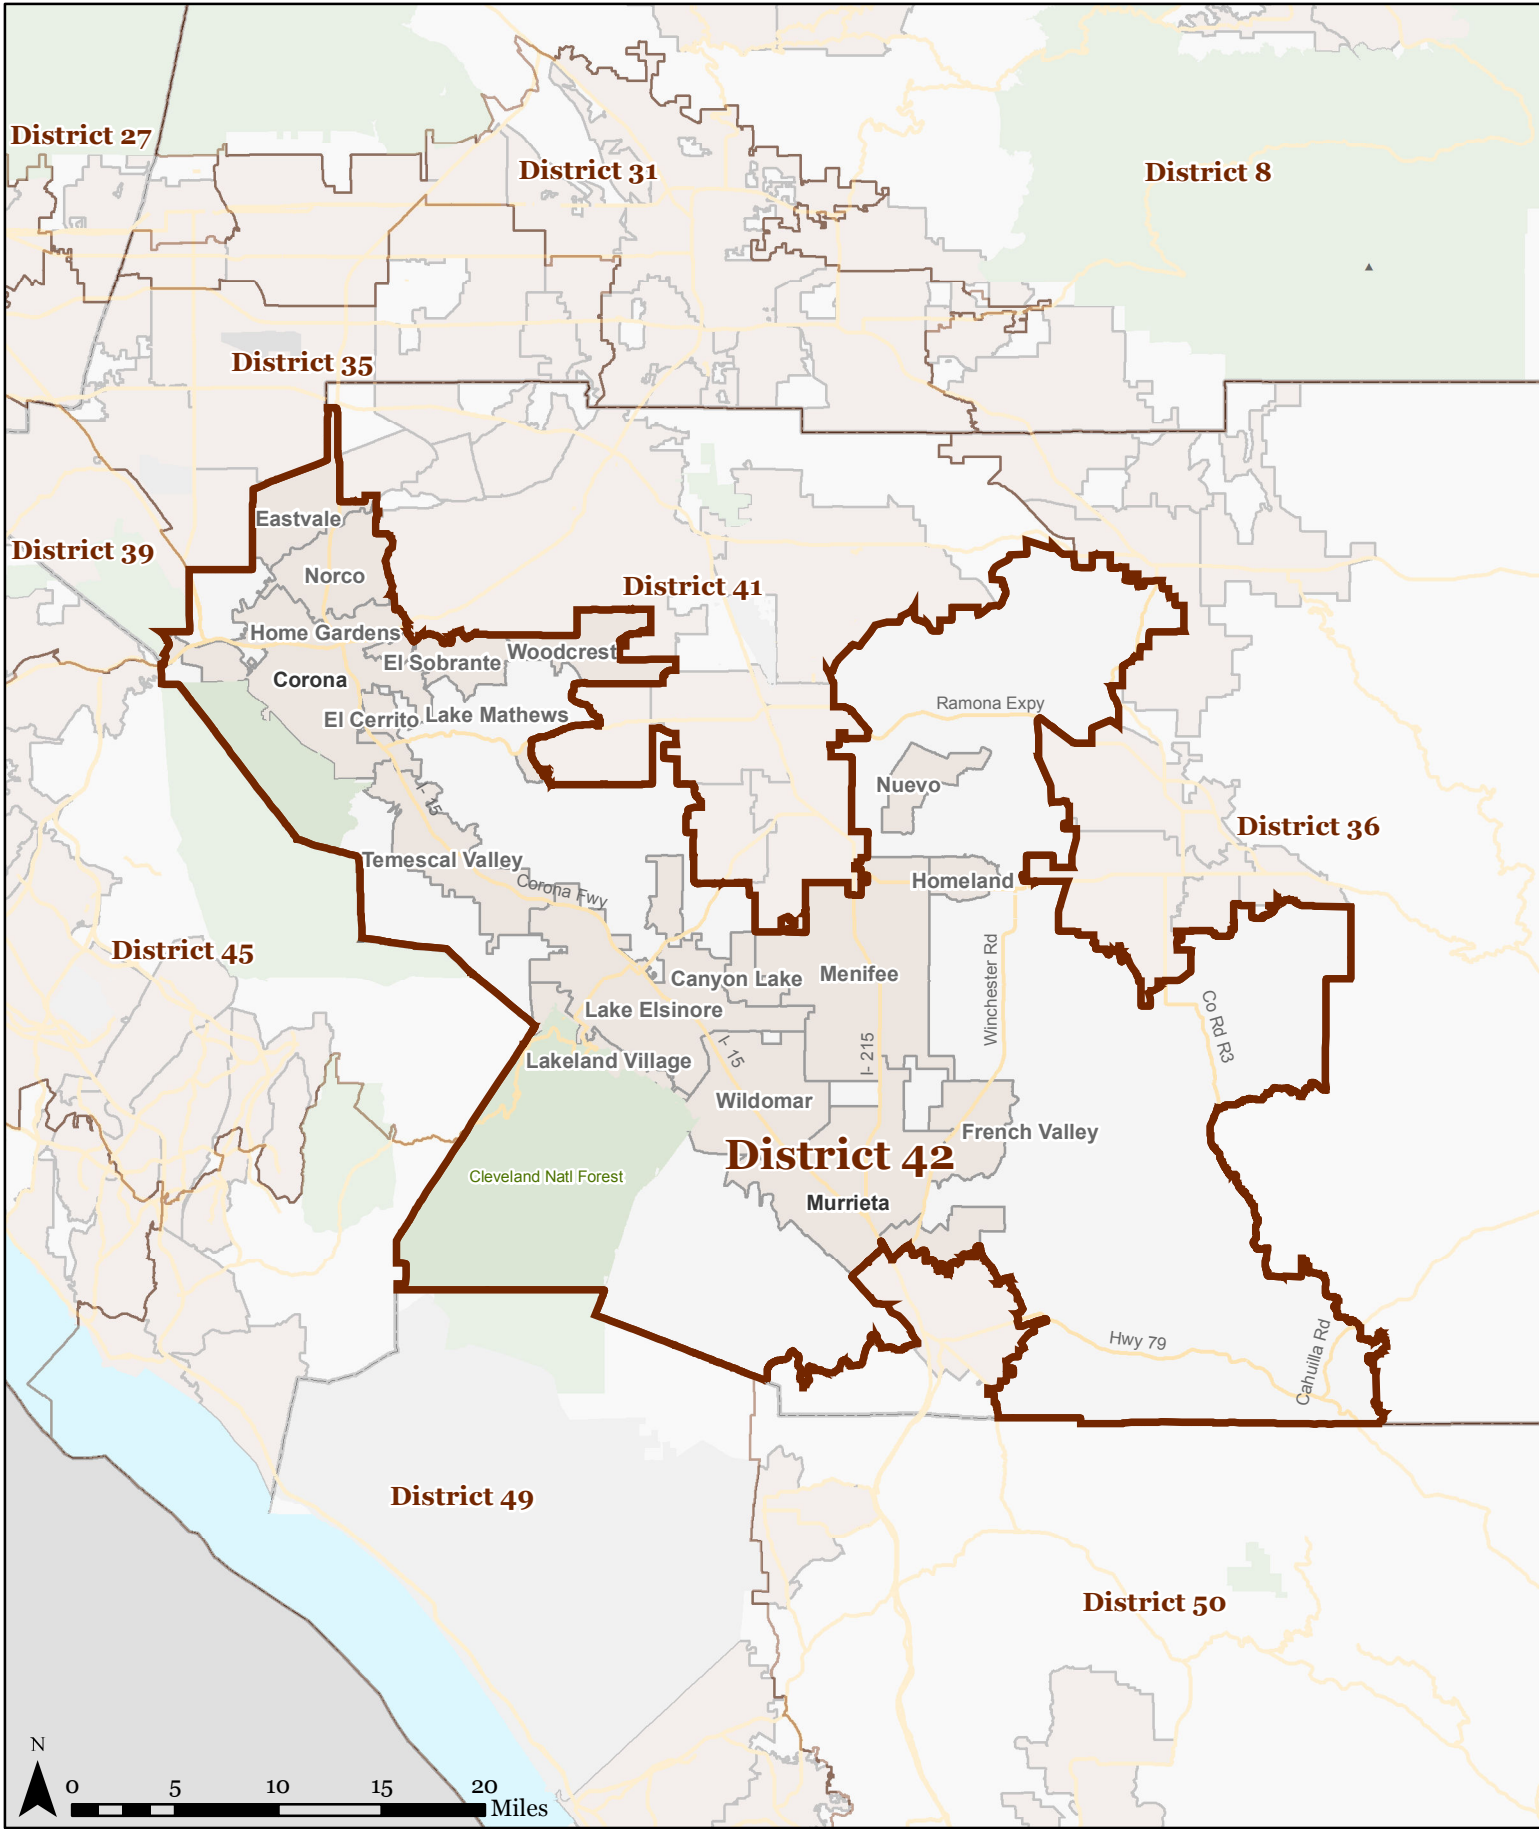 District 27
District 31
District 8
District 35
Eastvale
District 39
Norco
District 41
Home Gardens
Woodcrest
El Sobrante
Corona
Ramona Expy
El Cerrito
Lake Mathews
Nuevo
I- 15
District 36
Temescal Valley
Homeland
Corona Fwy
District 45
Canyon Lake
Menifee
Winchester Rd
Lake Elsinore
Co Rd R3
Lakeland Village
I- 15
I- 215
Wildomar
French Valley
District 42
Cleveland Natl Forest
Murrieta
Hwy 79
Cahuilla Rd
District 49
District 50
N
0 5 10 15 20
Miles